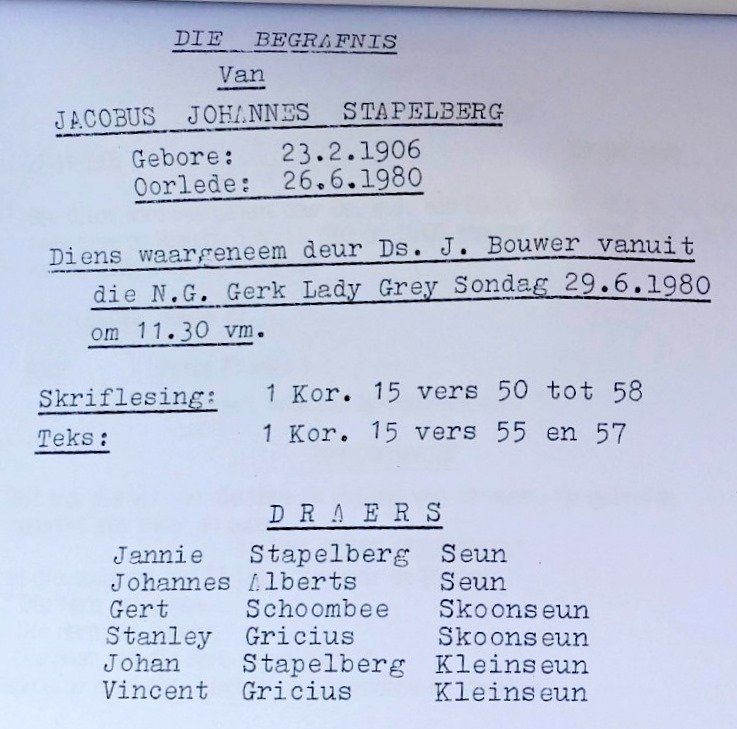 DIE BEGRAFNIS
Van
JACOBUS JOHANNES STAPELBERG
Gebore: 23.2.1906
Oorlede: 26.6.1980
Diens waargeneem deur Ds. J. Bouwer vanuit
die N.G. Gerk Lady Grey Sondag 29.6.1980
om 11.30 vm.
Skriflesing: 1 Kor. 15 vers 50 tot 58
Teks: 1 Kor. 15 vers 55 en 57
D R A E R S
Jannie Stapelberg Seun
Johannes Alberts Seun
Gert Schoombee Skoonseun
Stanley Gricius Skoonseun
Johan Stapelberg Kleinseun
Vincent Gricius Kleinseun